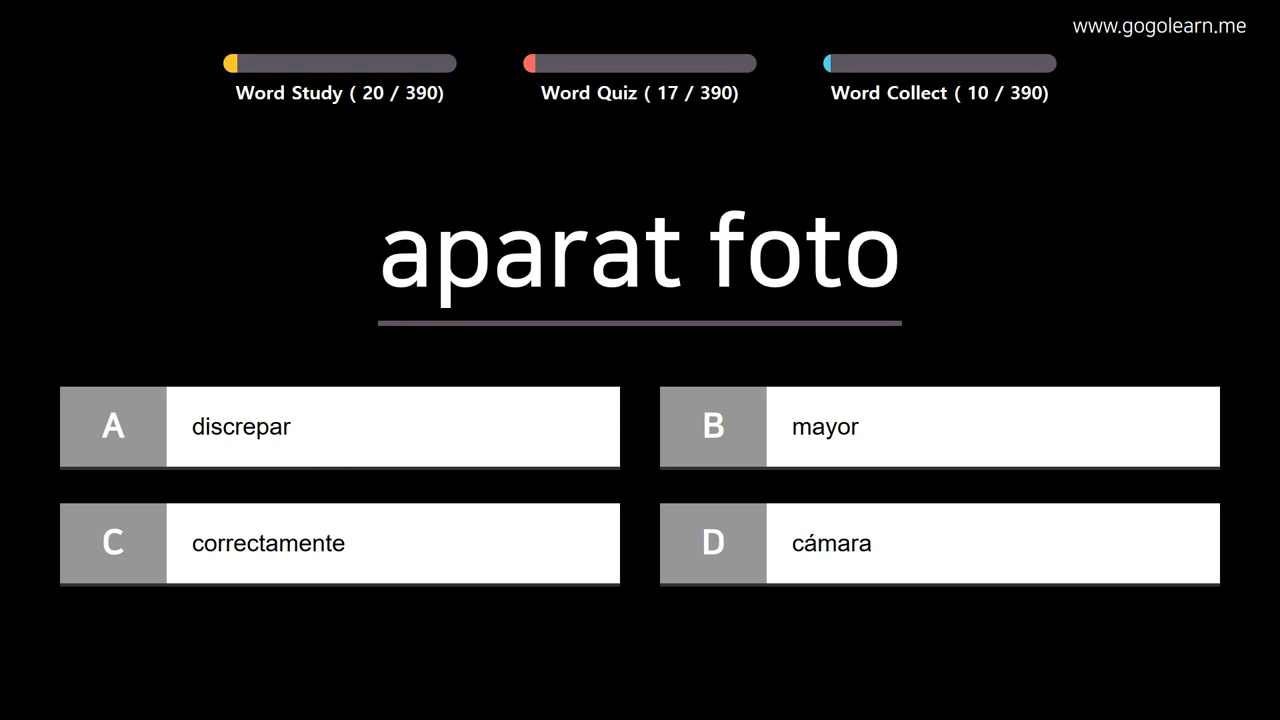 www.gogolearn.me
Word Study ( 20 / 390)
Word Quiz ( 17 / 390)
Word Collect ( 10 / 390)
aparat foto
A
discrepar
B
mayor
C
correctamente
D
cámara